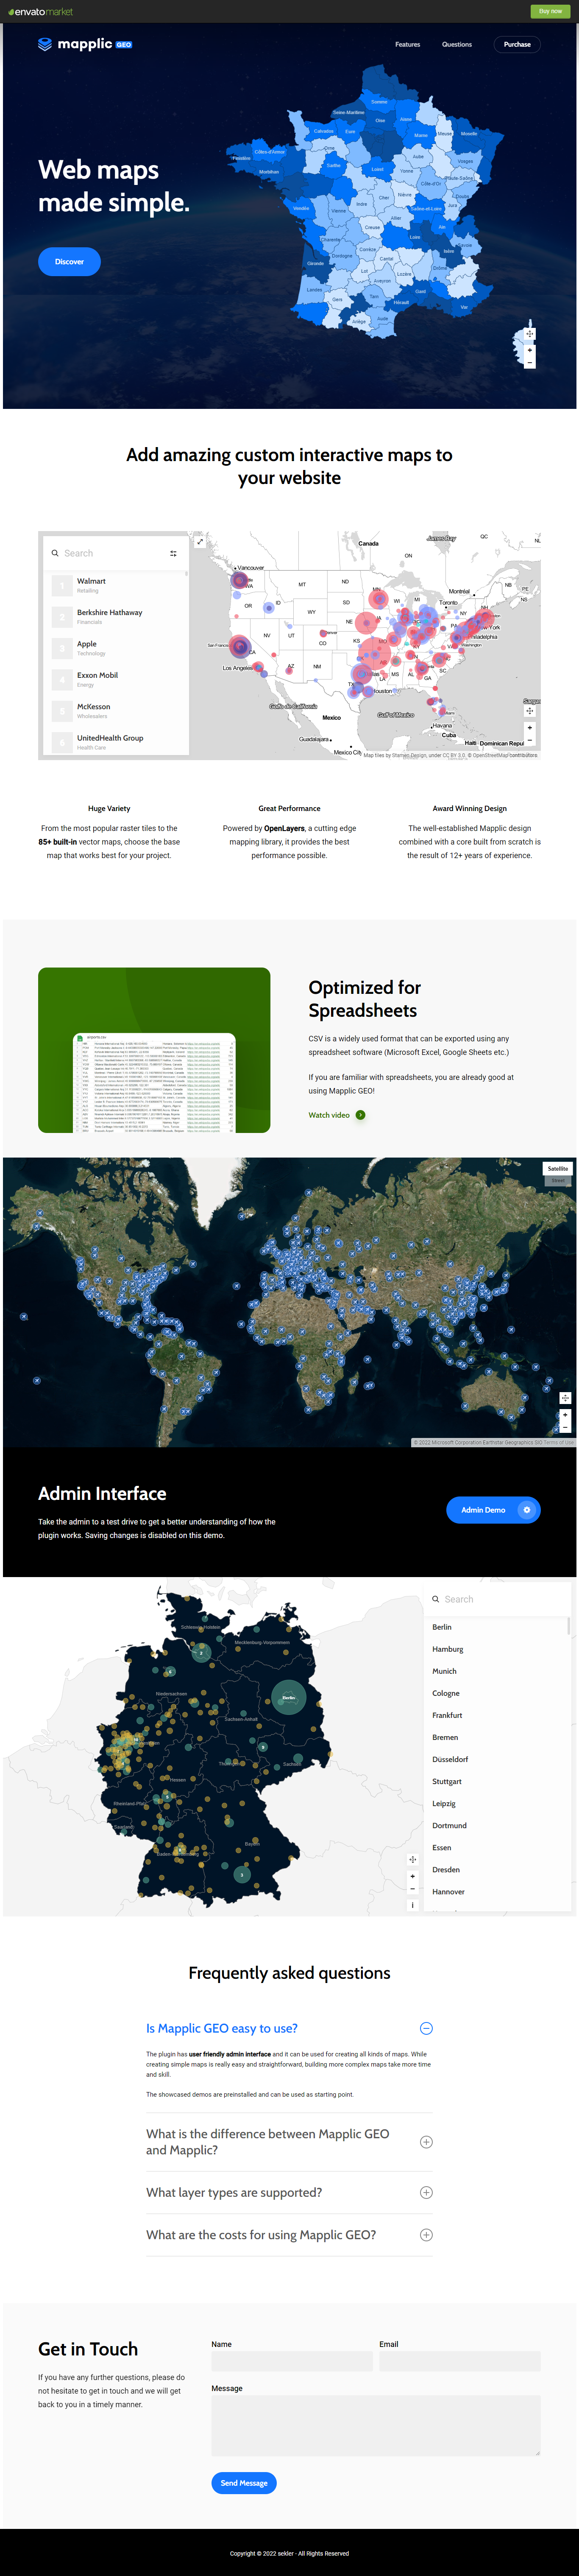 envatomarket
Buy now
mapplic GEO
Features
Questions
Purchase
Web maps
made simple.
Discover
Somme
Seine-Maritime
Oise
Aisne
Calvados
Eure
Marne
Meuse
Moselle
Orne
Finistère
Côtes-d'Armor
Morbihan
Sarthe
Loiret
Yonne
Aube
Vosges
Haute-Saône
Côte-d'Or
Doubs
Vendée
Vienne
Indre
Cher
Nièvre
Saône-et-Loire
Jura
Allier
Ain
Creuse
Loire
Charente
Corrèze
Isère
Savoie
Dordogne
Cantal
Gironde
Lot
Lozère
Drôme
Aveyron
Landes
Gers
Tarn
Hérault
Gard
Var
Ariège
Aude
+
−
Add amazing custom interactive maps to
your website
Search
1
Walmart
Retailing
2
Berkshire Hathaway
Financials
3
Apple
Technology
4
Exxon Mobil
Energy
5
McKesson
Wholesalers
6
UnitedHealth Group
Health Care
Canada
James Bay
QC
NL
ON
Vancouver
WA
MT
ND
MN
Montréal
NB
PE
NS
OR
ID
SD
WI
MI
Toronto
NH
WY
NE
IA
PA
New York
Philadelphia
NV
UT
CO
KS
MO
Washington
San Francisco
CA
Los Angeles
AZ
NM
AR
SC
TX
LA
MS
AL
GA
Houston
Golfo de California
Mexico
Gulf of Mexico
Havana
Cuba
Guadalajara
Mexico City
Haiti
Dominican Republic
Map tiles by Stamen Design, under CC BY 3.0. © OpenStreetMap contributors.
Huge Variety
From the most popular raster tiles to the
85+ built-in vector maps, choose the base
map that works best for your project.
Great Performance
Powered by OpenLayers, a cutting edge
mapping library, it provides the best
performance possible.
Award Winning Design
The well-established Mapplic design
combined with a core built from scratch is
the result of 12+ years of experience.
Optimized for
Spreadsheets
CSV is a widely used format that can be exported using any
spreadsheet software (Microsoft Excel, Google Sheets etc.)
If you are familiar with spreadsheets, you are already good at
using Mapplic GEO!
Watch video
Satellite
Street
+
−
© 2022 Microsoft Corporation Earthstar Geographics SIO Terms of Use
Admin Interface
Take the admin to a test drive to get a better understanding of how the
plugin works. Saving changes is disabled on this demo.
Admin Demo
Schleswig-Holstein
Mecklenburg-Vorpommern
Niedersachsen
Berlin
Sachsen-Anhalt
Sachsen
Hessen
Rheinland-Pfalz
Saarland
Baden-Württemberg
Bayern
+
−
i
Search
Berlin
Hamburg
Munich
Cologne
Frankfurt
Bremen
Düsseldorf
Stuttgart
Leipzig
Dortmund
Essen
Dresden
Hannover
Frequently asked questions
Is Mapplic GEO easy to use?
The plugin has user friendly admin interface and it can be used for creating all kinds of maps. While
creating simple maps is really easy and straightforward, building more complex maps take more time
and skill.
The showcased demos are preinstalled and can be used as starting point.
What is the difference between Mapplic GEO
and Mapplic?
What layer types are supported?
What are the costs for using Mapplic GEO?
Get in Touch
If you have any further questions, please do
not hesitate to get in touch and we will get
back to you in a timely manner.
Name
Email
Message
Send Message
Copyright © 2022 sekler - All Rights Reserved